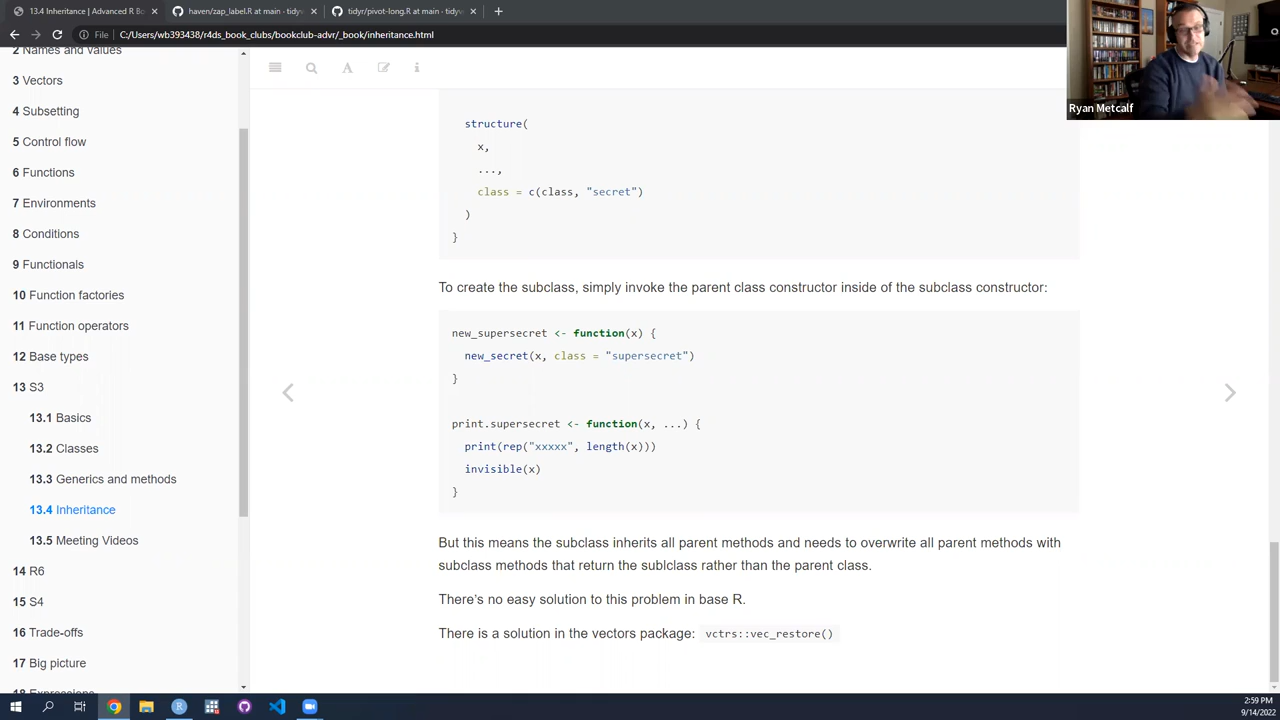 13.4 Inheritance | Advanced R Bo
haven/zap_label.R at main · tidyv
tidyr/pivot-long.R at main · tidyv
File
C:/Users/wb393438/r4ds_book_clubs/bookclub-advr/_book/inheritance.html
Ryan Metcalf
2 Names and values
3 Vectors
4 Subsetting
5 Control flow
6 Functions
7 Environments
8 Conditions
9 Functionals
10 Function factories
11 Function operators
12 Base types
13 S3
13.1 Basics
13.2 Classes
13.3 Generics and methods
13.4 Inheritance
13.5 Meeting Videos
14 R6
15 S4
16 Trade-offs
17 Big picture
18 Expressions
structure(
x,
...,
class = c(class, "secret")
)
}
To create the subclass, simply invoke the parent class constructor inside of the subclass constructor:
new_supersecret <- function(x) {
new_secret(x, class = "supersecret")
}
print.supersecret <- function(x, ...) {
print(rep("xxxxx", length(x)))
invisible(x)
}
But this means the subclass inherits all parent methods and needs to overwrite all parent methods with
subclass methods that return the sublclass rather than the parent class.
There's no easy solution to this problem in base R.
There is a solution in the vectors package: vctrs::vec_restore()
2:59 PM
9/14/2022